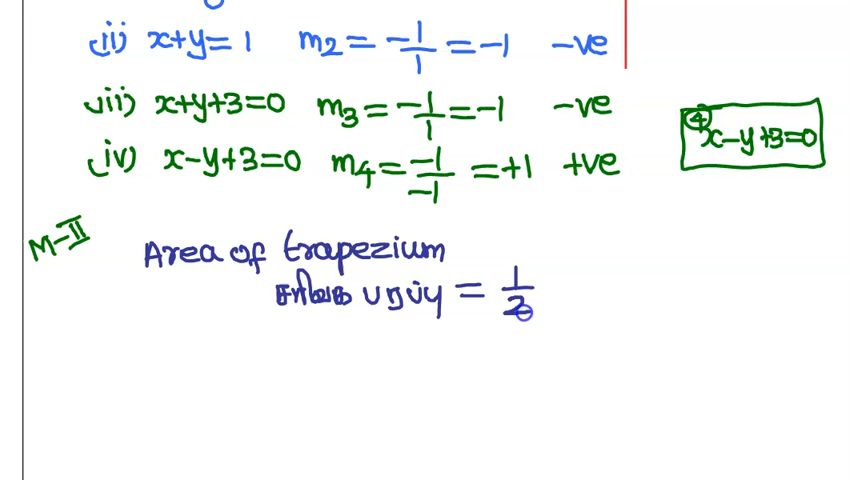 (ii) x+y=1 m2 = -1/1 = -1 -ve
(iii) x+y+3=0 m3 = -1/1 = -1 -ve
(iv) x-y+3=0 m4 = -1/-1 = +1 +ve
④ x-y+3=0
M-II
Area of trapezium
பரப்பு = 1/2